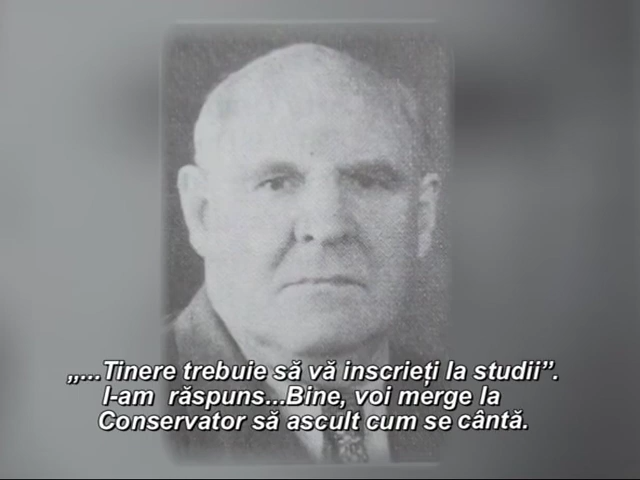 „...Tinere trebuie să vă inscrieți la studii”.
I-am răspuns...Bine, voi merge la
Conservator să ascult cum se cântă.